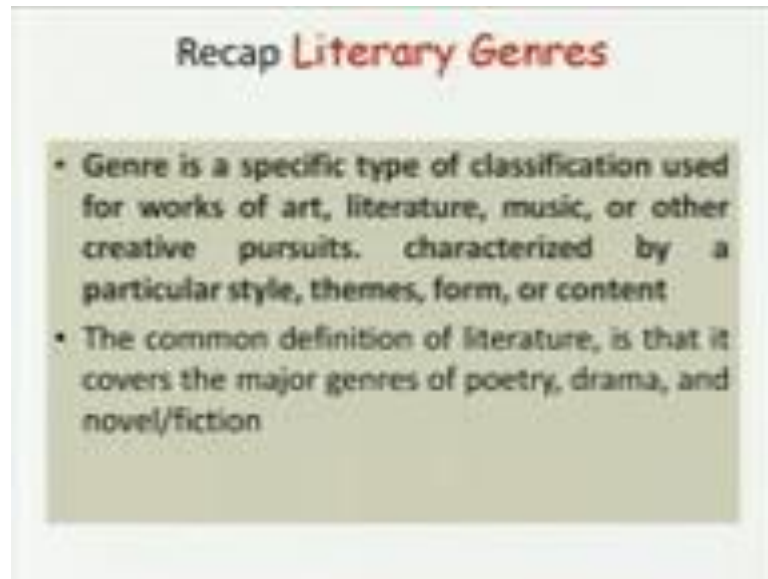 Recap Literary Genres
• Genre is a specific type of classification used
for works of art, literature, music, or other
creative pursuits. characterized by a
particular style, themes, form, or content
• The common definition of literature, is that it
covers the major genres of poetry, drama, and
novel/fiction